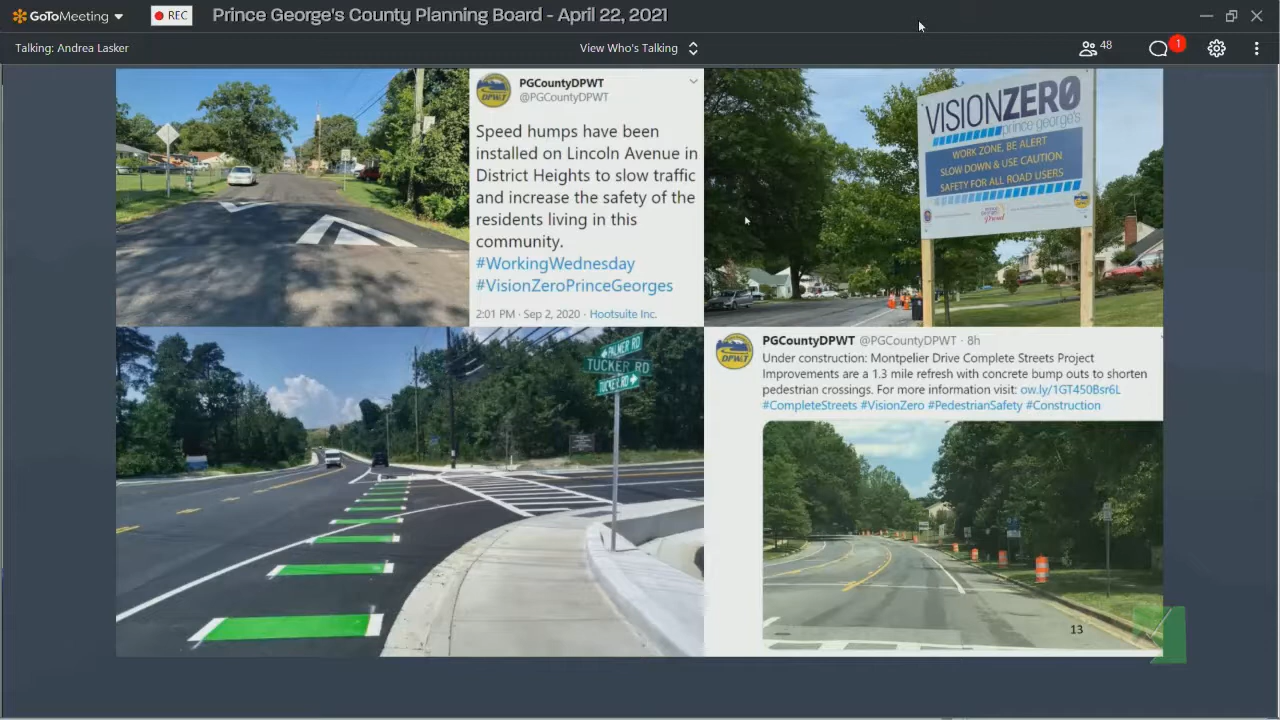 GoToMeeting
REC
Prince George's County Planning Board - April 22, 2021
Talking: Andrea Lasker
View Who's Talking
48
1
PGCountyDPWT
@PGCountyDPWT
DPWT
Speed humps have been
installed on Lincoln Avenue in
District Heights to slow traffic
and increase the safety of the
residents living in this
community.
#WorkingWednesday
#VisionZeroPrinceGeorges
2:01 PM · Sep 2, 2020 · Hootsuite Inc.
VISIONZERO
prince george's
WORK ZONE, BE ALERT
SLOW DOWN & USE CAUTION
SAFETY FOR ALL ROAD USERS
PALMER RD
TUCKER RD
TUCKER RD
DPWT
PGCountyDPWT @PGCountyDPWT · 8h
Under construction: Montpelier Drive Complete Streets Project
Improvements are a 1.3 mile refresh with concrete bump outs to shorten
pedestrian crossings. For more information visit: ow.ly/1GT450Bsr6L
#CompleteStreets #VisionZero #PedestrianSafety #Construction
13